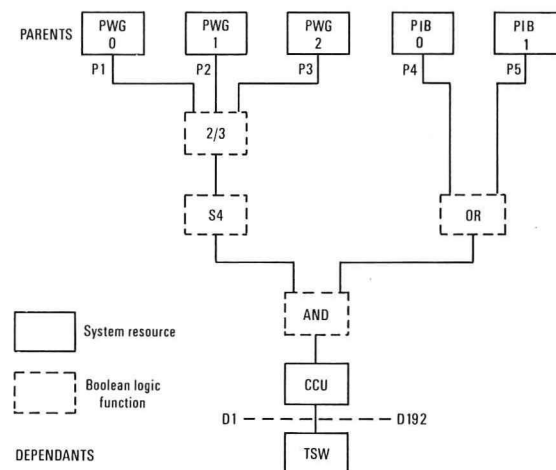 PARENTS
PWG
0
PWG
1
PWG
2
PIB
0
PIB
1
P1
P2
P3
P4
P5
2/3
S4
OR
AND
System resource
CCU
Boolean logic
function
D1
D192
DEPENDANTS
TSW